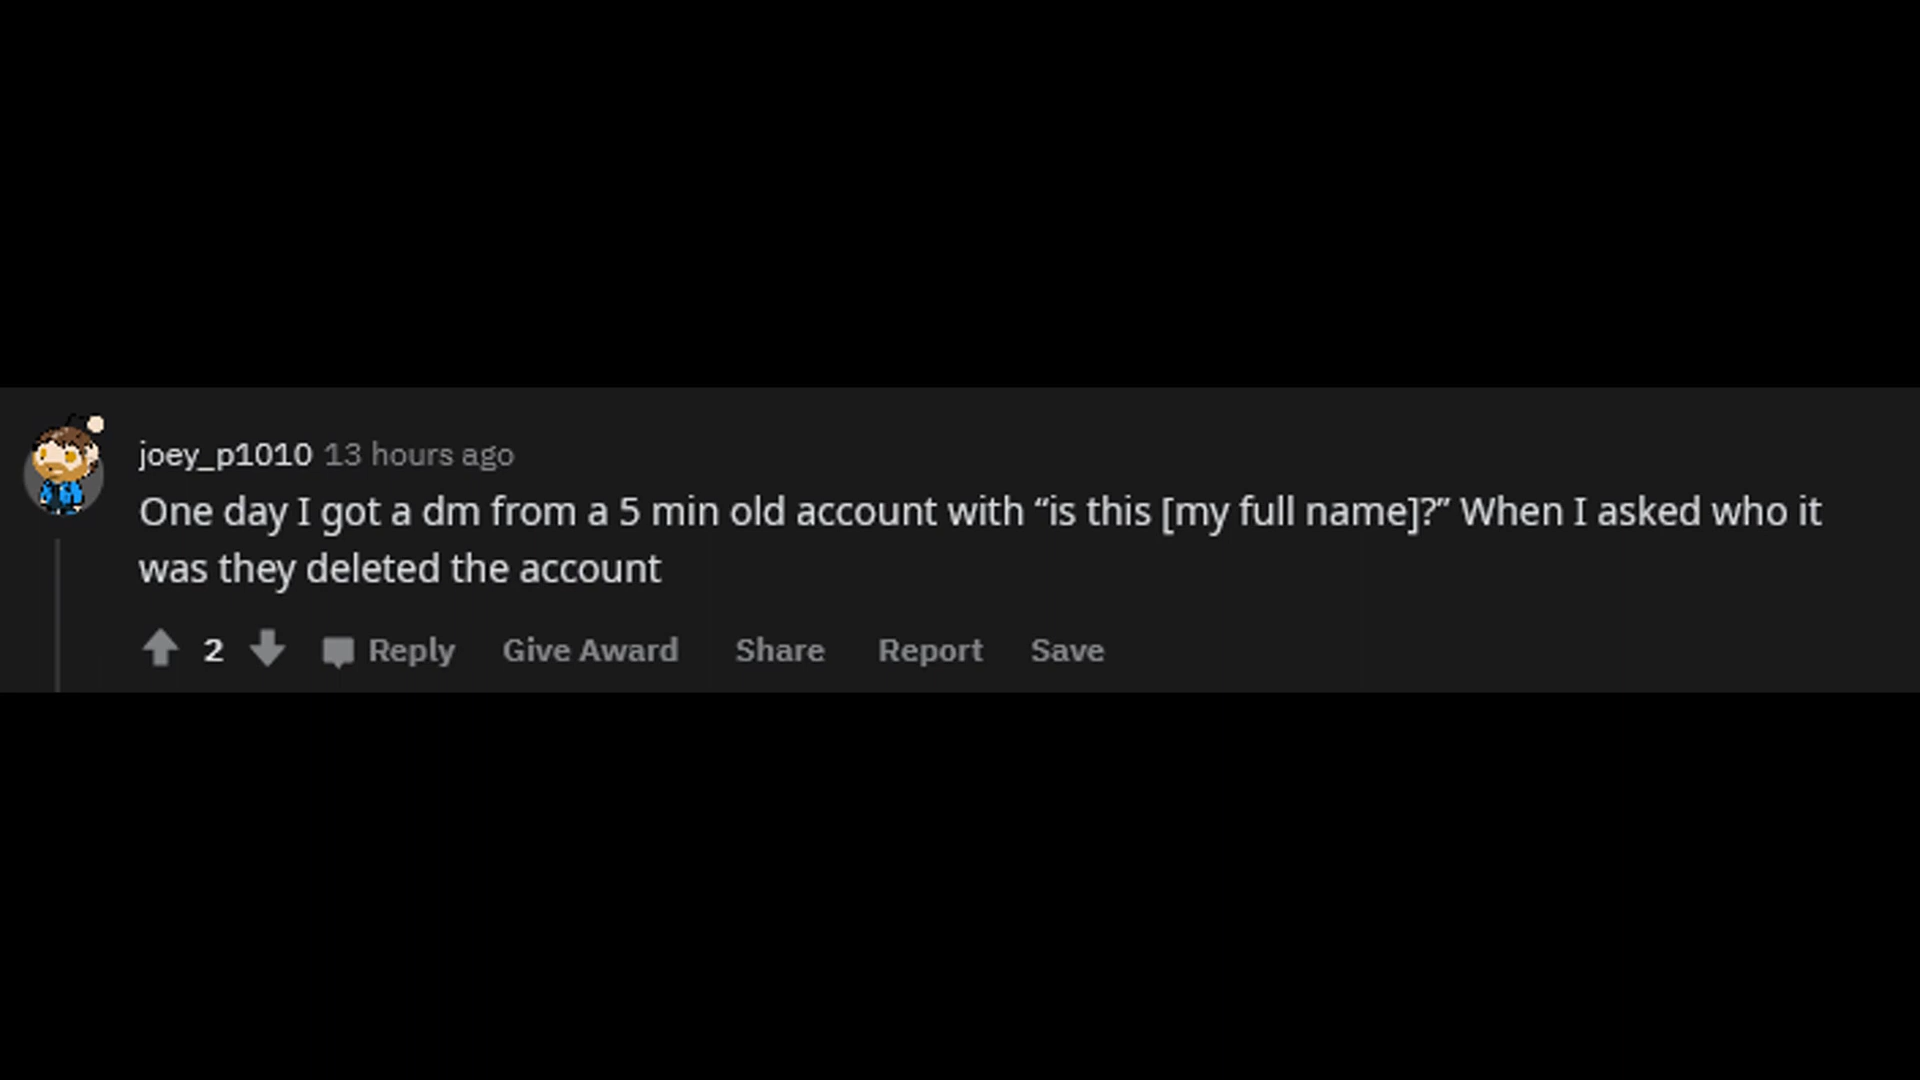 joey_p1010 13 hours ago
One day I got a dm from a 5 min old account with “is this [my full name]?” When I asked who it
was they deleted the account
2 Reply Give Award Share Report Save